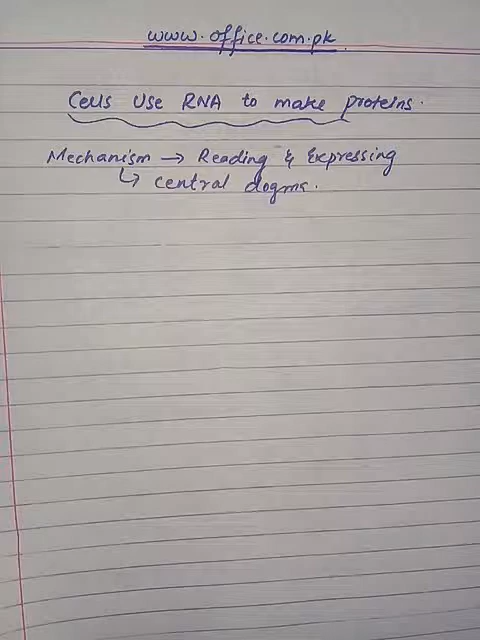 www.office.com.pk
Cells Use RNA to make proteins.
Mechanism → Reading & Expressing
↳ central dogma.